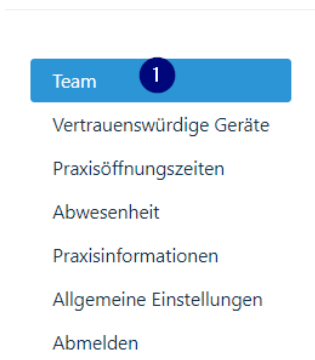 Team 1
Vertrauenswürdige Geräte
Praxisöffnungszeiten
Abwesenheit
Praxisinformationen
Allgemeine Einstellungen
Abmelden